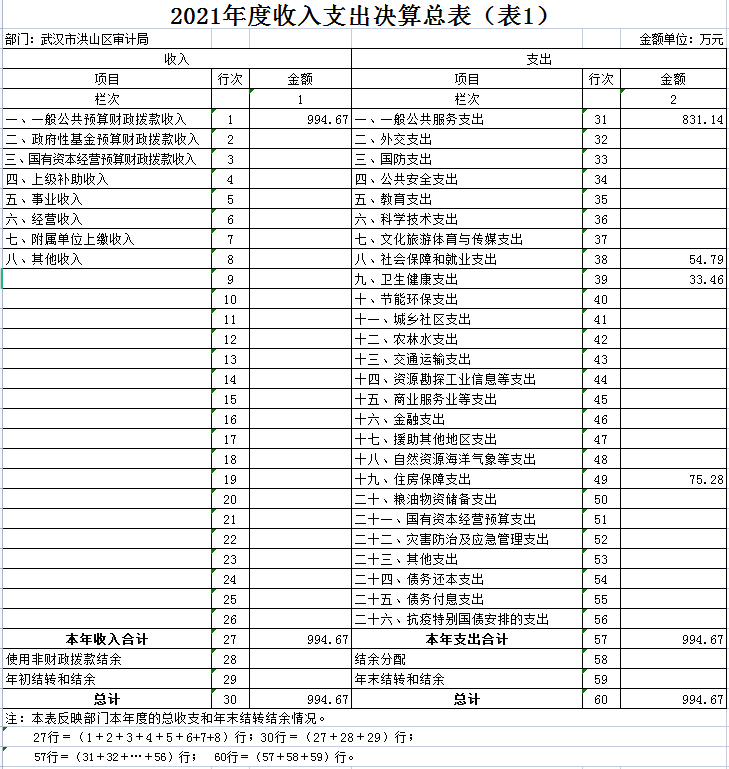 2021年度收入支出决算总表（表1）
部门：武汉市洪山区审计局 金额单位：万元
收入 支出
项目 行次 金额 项目 行次 金额
栏次 1 栏次 2
一、一般公共预算财政拨款收入 1 994.67 一、一般公共服务支出 31 831.14
二、政府性基金预算财政拨款收入 2 二、外交支出 32
三、国有资本经营预算财政拨款收入 3 三、国防支出 33
四、上级补助收入 4 四、公共安全支出 34
五、事业收入 5 五、教育支出 35
六、经营收入 6 六、科学技术支出 36
七、附属单位上缴收入 7 七、文化旅游体育与传媒支出 37
八、其他收入 8 八、社会保障和就业支出 38 54.79
9 九、卫生健康支出 39 33.46
10 十、节能环保支出 40
11 十一、城乡社区支出 41
12 十二、农林水支出 42
13 十三、交通运输支出 43
14 十四、资源勘探工业信息等支出 44
15 十五、商业服务业等支出 45
16 十六、金融支出 46
17 十七、援助其他地区支出 47
18 十八、自然资源海洋气象等支出 48
19 十九、住房保障支出 49 75.28
20 二十、粮油物资储备支出 50
21 二十一、国有资本经营预算支出 51
22 二十二、灾害防治及应急管理支出 52
23 二十三、其他支出 53
24 二十四、债务还本支出 54
25 二十五、债务付息支出 55
26 二十六、抗疫特别国债安排的支出 56
本年收入合计 27 994.67 本年支出合计 57 994.67
使用非财政拨款结余 28 结余分配 58
年初结转和结余 29 年末结转和结余 59
总计 30 994.67 总计 60 994.67
注：本表反映部门本年度的总收支和年末结转结余情况。
27行＝（1＋2＋3＋4＋5＋6+7+8）行；30行＝（27＋28＋29）行；
57行＝（31＋32＋…＋56）行； 60行＝（57＋58＋59）行。